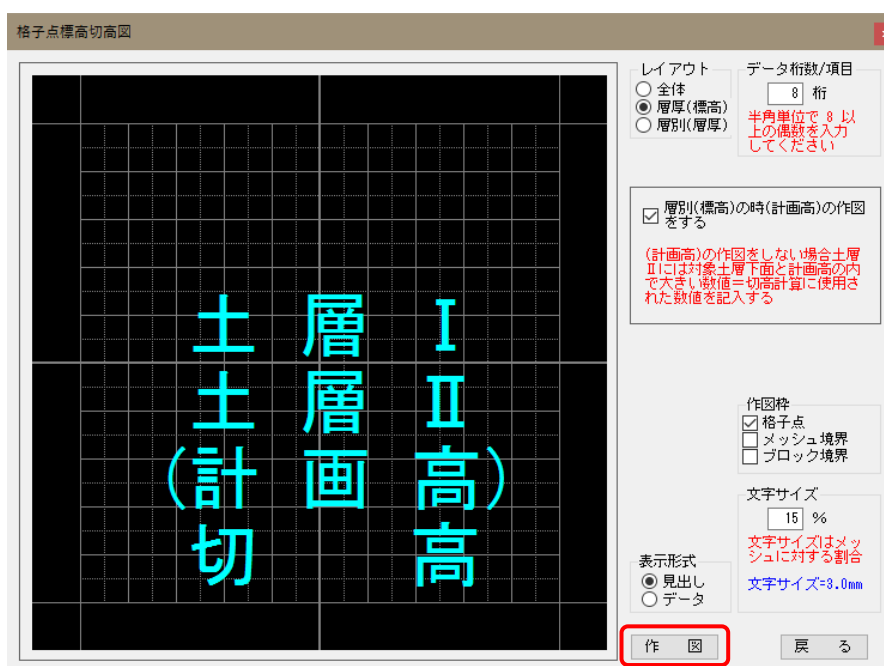 格子点標高切高図
土 層 Ⅰ
土 層 Ⅱ
(計 画 高)
切 高
レイアウト
全体
層厚(標高)
層別(層厚)
データ桁数/項目
8 桁
半角単位で 8 以
上の偶数を入力
してください
層別(標高)の時(計画高)の作図
をする
(計画高)の作図をしない場合土層
Ⅱには対象土層下面と計画高の内
で大きい数値=切高計算に使用さ
れた数値を記入する
作図枠
格子点
メッシュ境界
ブロック境界
文字サイズ
15 %
文字サイズはメッ
シュに対する割合
文字サイズ=3.0mm
表示形式
見出し
データ
作 図
戻 る